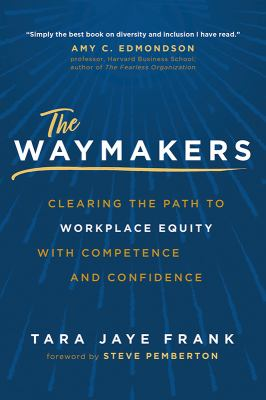 "Simply the best book on diversity and inclusion I have read."
AMY C. EDMONDSON
professor, Harvard Business School;
author of The Fearless Organization
The
WAYMAKERS
CLEARING THE PATH TO
WORKPLACE EQUITY
WITH COMPETENCE
AND CONFIDENCE
TARA JAYE FRANK
foreword by STEVE PEMBERTON